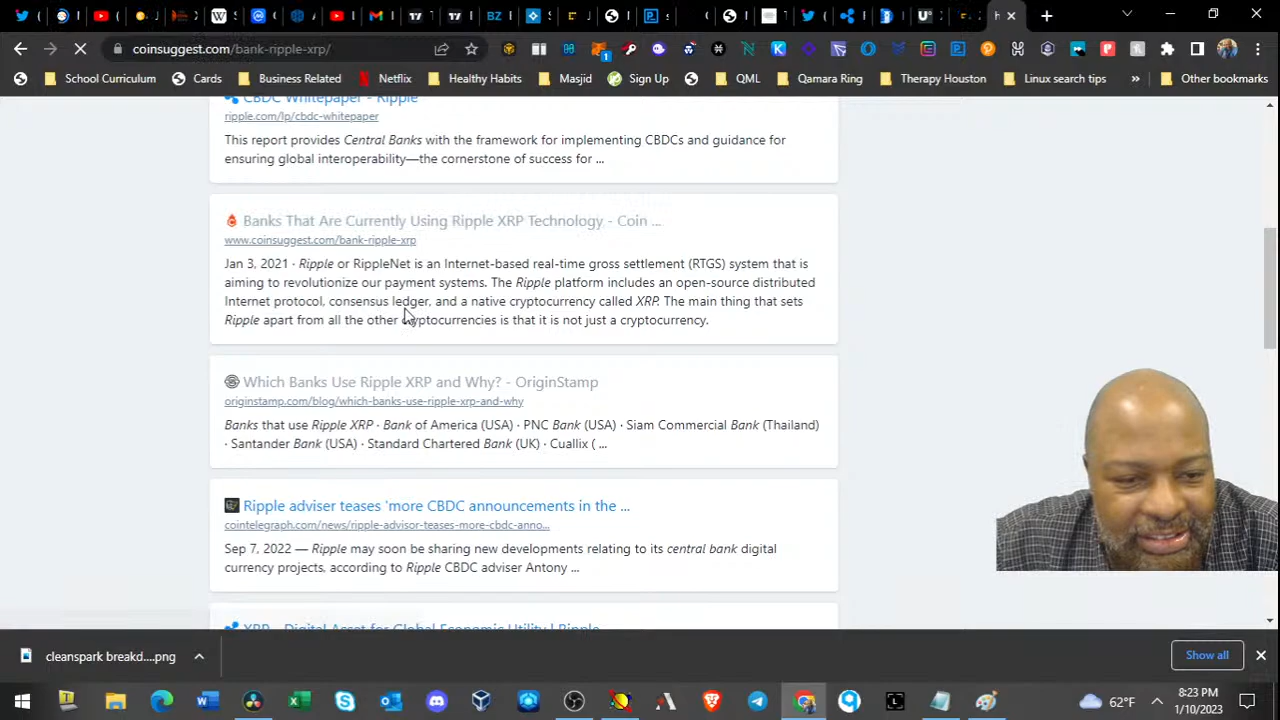 coinsuggest.com/bank-ripple-xrp/
School Curriculum
Cards
Business Related
Netflix
Healthy Habits
Masjid
Sign Up
QML
Qamara Ring
Therapy Houston
Linux search tips
»
Other bookmarks
CBDC Whitepaper - Ripple
ripple.com/lp/cbdc-whitepaper
This report provides Central Banks with the framework for implementing CBDCs and guidance for
ensuring global interoperability—the cornerstone of success for ...
Banks That Are Currently Using Ripple XRP Technology - Coin ...
www.coinsuggest.com/bank-ripple-xrp
Jan 3, 2021 · Ripple or RippleNet is an Internet-based real-time gross settlement (RTGS) system that is
aiming to revolutionize our payment systems. The Ripple platform includes an open-source distributed
Internet protocol, consensus ledger, and a native cryptocurrency called XRP. The main thing that sets
Ripple apart from all the other cryptocurrencies is that it is not just a cryptocurrency.
Which Banks Use Ripple XRP and Why? - OriginStamp
originstamp.com/blog/which-banks-use-ripple-xrp-and-why
Banks that use Ripple XRP · Bank of America (USA) · PNC Bank (USA) · Siam Commercial Bank (Thailand)
· Santander Bank (USA) · Standard Chartered Bank (UK) · Cuallix ( ...
Ripple adviser teases 'more CBDC announcements in the ...
cointelegraph.com/news/ripple-advisor-teases-more-cbdc-anno...
Sep 7, 2022 — Ripple may soon be sharing new developments relating to its central bank digital
currency projects, according to Ripple CBDC adviser Antony ...
XRP - Digital Asset for Global Economic Utility | Ripple
cleanspark breakd....png
Show all
62°F
8:23 PM
1/10/2023